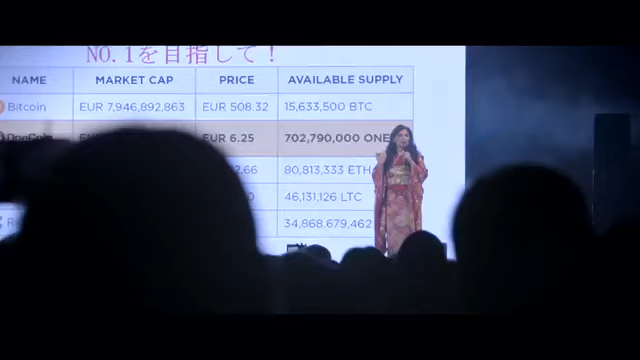 NO.1を目指して!
NAME MARKET CAP PRICE AVAILABLE SUPPLY
Bitcoin EUR 7,946,892,863 EUR 508.32 15,633,500 BTC
OneCoin EUR 6.25 702,790,000 ONE
80,813,333 ETH
46,131,126 LTC
34,868,679,462